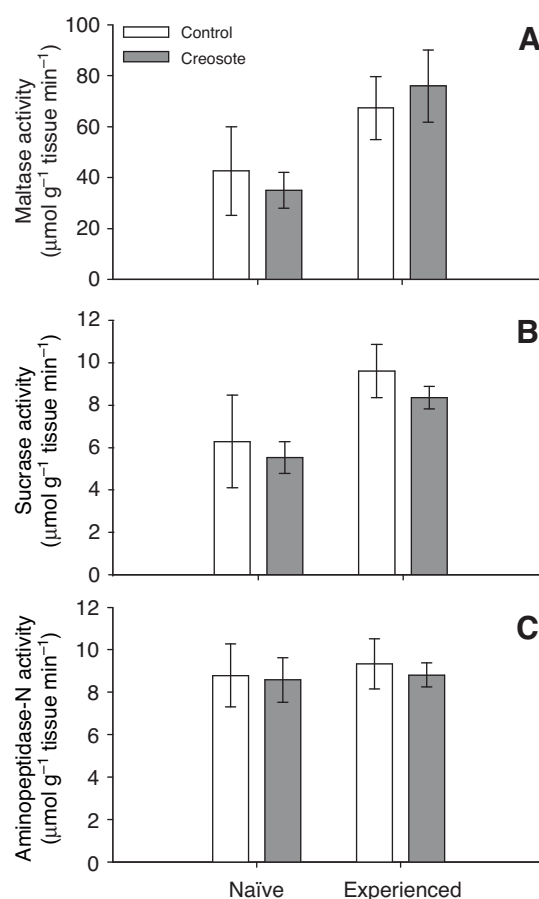 A
Control
Creosote
Maltase activity
(μmol g⁻¹ tissue min⁻¹)
100
80
60
40
20
0
B
Sucrase activity
(μmol g⁻¹ tissue min⁻¹)
12
10
8
6
4
2
0
C
Aminopeptidase-N activity
(μmol g⁻¹ tissue min⁻¹)
12
10
8
6
4
2
0
Naïve Experienced